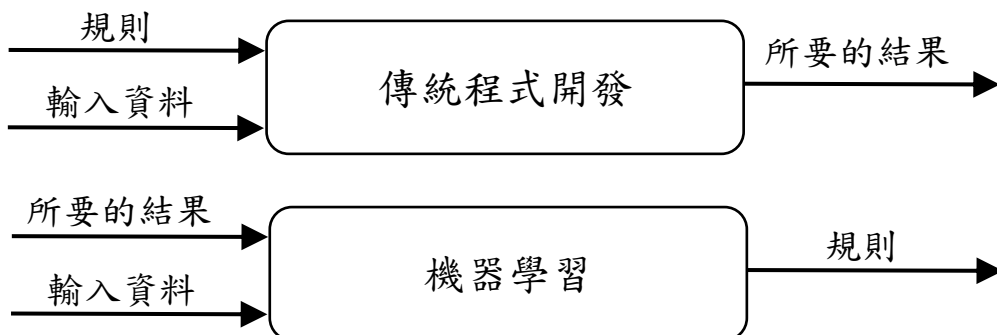 規則
輸入資料
傳統程式開發
所要的結果
所要的結果
輸入資料
機器學習
規則